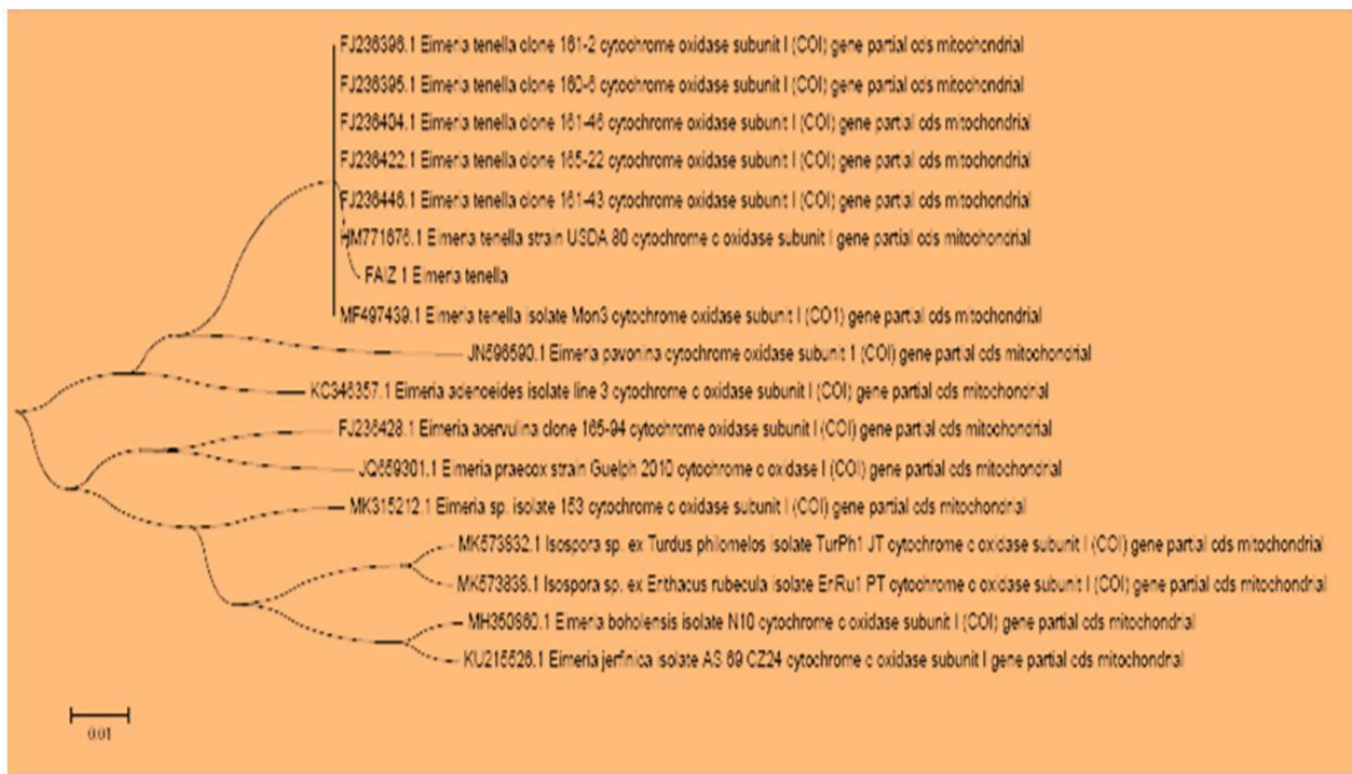 FJ236396.1 Eimeria tenella clone 161-2 cytochrome oxidase subunit I (COI) gene partial cds mitochondrial
FJ236395.1 Eimeria tenella clone 160-6 cytochrome oxidase subunit I (COI) gene partial cds mitochondrial
FJ236404.1 Eimeria tenella clone 161-46 cytochrome oxidase subunit I (COI) gene partial cds mitochondrial
FJ236422.1 Eimeria tenella clone 165-22 cytochrome oxidase subunit I (COI) gene partial cds mitochondrial
FJ236446.1 Eimeria tenella clone 161-43 cytochrome oxidase subunit I (COI) gene partial cds mitochondrial
HM771676.1 Eimeria tenella strain USDA 80 cytochrome c oxidase subunit I gene partial cds mitochondrial
FAIZ 1 Eimeria tenella
MF497439.1 Eimeria tenella isolate Mon3 cytochrome oxidase subunit I (CO1) gene partial cds mitochondrial
JN596590.1 Eimeria pavonina cytochrome oxidase subunit 1 (COI) gene partial cds mitochondrial
KC346357.1 Eimeria adenoeides isolate line 3 cytochrome c oxidase subunit I (COI) gene partial cds mitochondrial
FJ236428.1 Eimeria acervulina clone 165-94 cytochrome oxidase subunit I (COI) gene partial cds mitochondrial
JQ659301.1 Eimeria praecox strain Guelph 2010 cytochrome c oxidase I (COI) gene partial cds mitochondrial
MK315212.1 Eimeria sp. isolate 153 cytochrome c oxidase subunit I (COI) gene partial cds mitochondrial
MK573832.1 Isospora sp. ex Turdus philomelos isolate TurPh1 JT cytochrome c oxidase subunit I (COI) gene partial cds mitochondrial
MK573838.1 Isospora sp. ex Erithacus rubecula isolate EriRu1 PT cytochrome c oxidase subunit I (COI) gene partial cds mitochondrial
MH350860.1 Eimeria boholensis isolate N10 cytochrome c oxidase subunit I (COI) gene partial cds mitochondrial
KU215526.1 Eimeria jerfinica isolate AS 69 CZ24 cytochrome c oxidase subunit I gene partial cds mitochondrial
0.01